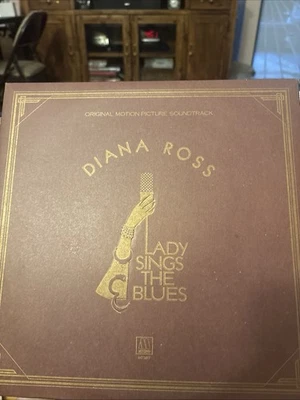 ORIGINAL MOTION PICTURE SOUNDTRACK
DIANA ROSS
LADY
SINGS
THE
BLUES